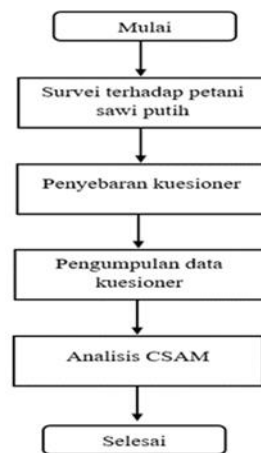 Mulai
Survei terhadap petani
sawi putih
Penyebaran kuesioner
Pengumpulan data
kuesioner
Analisis CSAM
Selesai